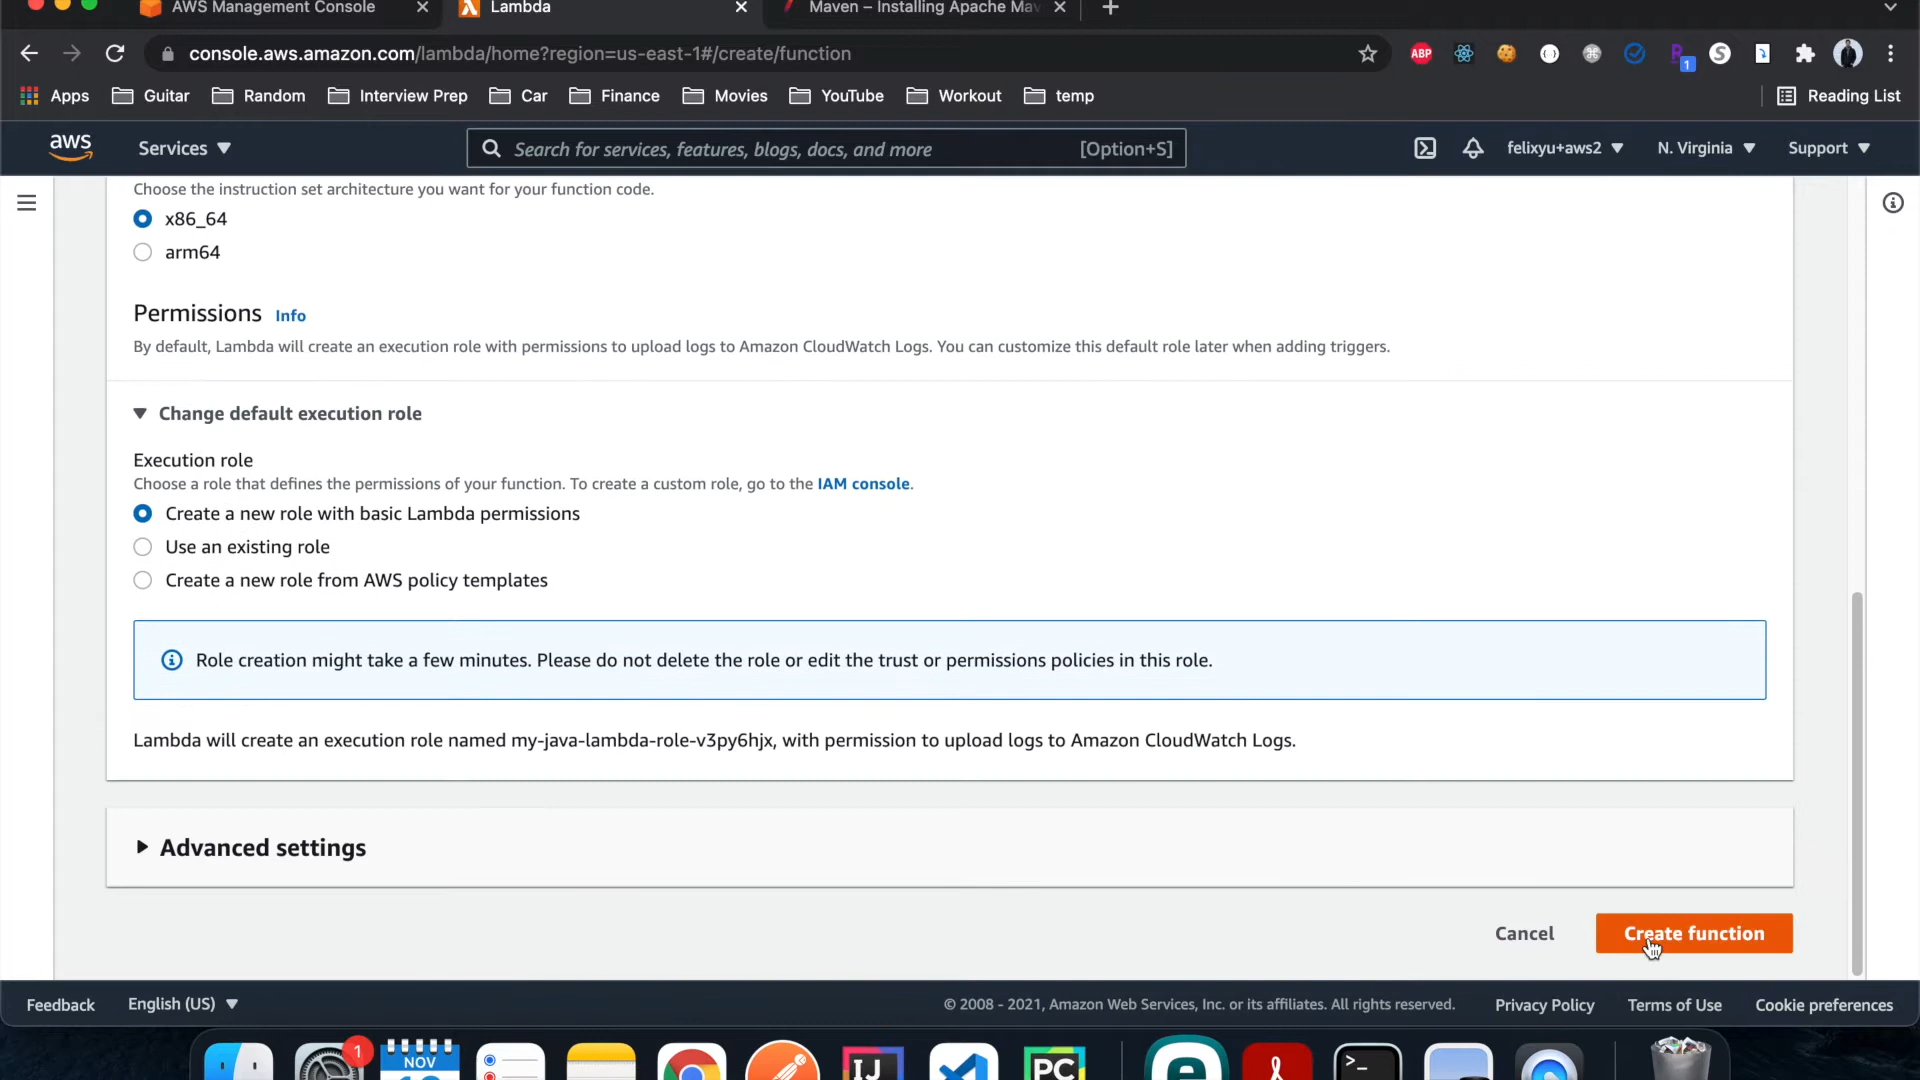 AWS Management Console
Lambda
Maven – Installing Apache Mav
console.aws.amazon.com/lambda/home?region=us-east-1#/create/function
ABP
1
Apps
Guitar
Random
Interview Prep
Car
Finance
Movies
YouTube
Workout
temp
Reading List
aws
Services
Search for services, features, blogs, docs, and more
[Option+S]
felixyu+aws2
N. Virginia
Support
Choose the instruction set architecture you want for your function code.
x86_64
arm64
Permissions Info
By default, Lambda will create an execution role with permissions to upload logs to Amazon CloudWatch Logs. You can customize this default role later when adding triggers.
Change default execution role
Execution role
Choose a role that defines the permissions of your function. To create a custom role, go to the IAM console.
Create a new role with basic Lambda permissions
Use an existing role
Create a new role from AWS policy templates
Role creation might take a few minutes. Please do not delete the role or edit the trust or permissions policies in this role.
Lambda will create an execution role named my-java-lambda-role-v3py6hjx, with permission to upload logs to Amazon CloudWatch Logs.
Advanced settings
Cancel
Create function
Feedback
English (US)
© 2008 - 2021, Amazon Web Services, Inc. or its affiliates. All rights reserved.
Privacy Policy
Terms of Use
Cookie preferences
1
NOV
IJ
PC